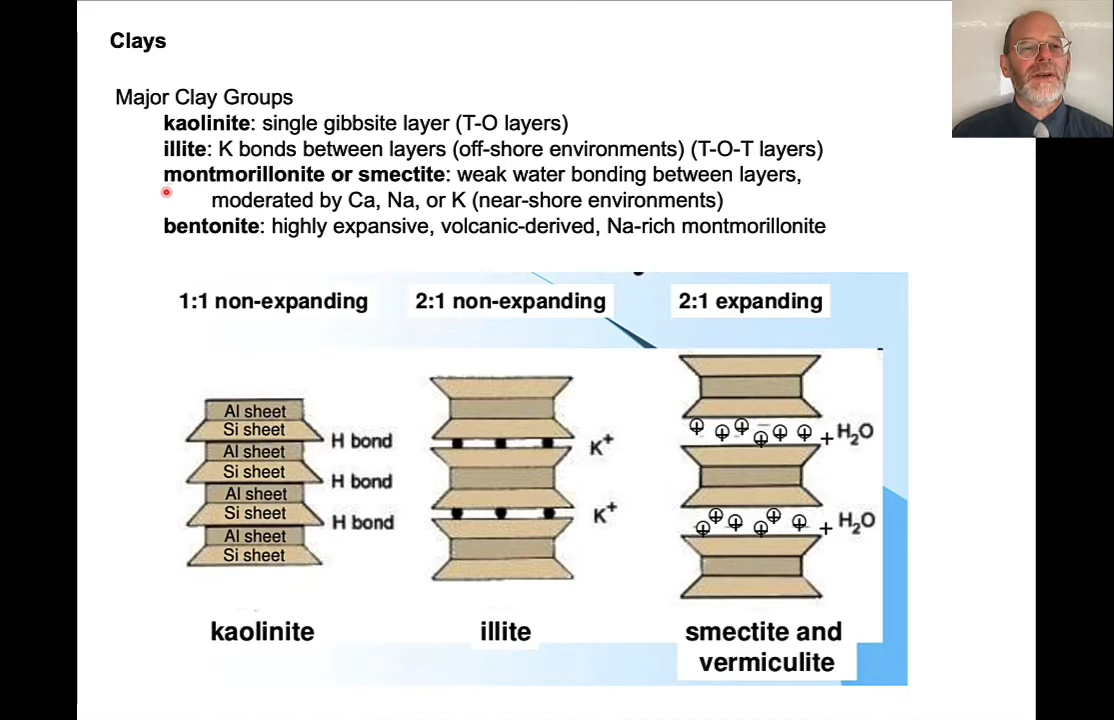 Clays
Major Clay Groups
kaolinite: single gibbsite layer (T-O layers)
illite: K bonds between layers (off-shore environments) (T-O-T layers)
montmorillonite or smectite: weak water bonding between layers,
moderated by Ca, Na, or K (near-shore environments)
bentonite: highly expansive, volcanic-derived, Na-rich montmorillonite
1:1 non-expanding
2:1 non-expanding
2:1 expanding
Al sheet
Si sheet
H bond
Al sheet
Si sheet
H bond
Al sheet
Si sheet
H bond
Al sheet
Si sheet
K⁺
K⁺
+ H₂O
+ H₂O
kaolinite
illite
smectite and
vermiculite